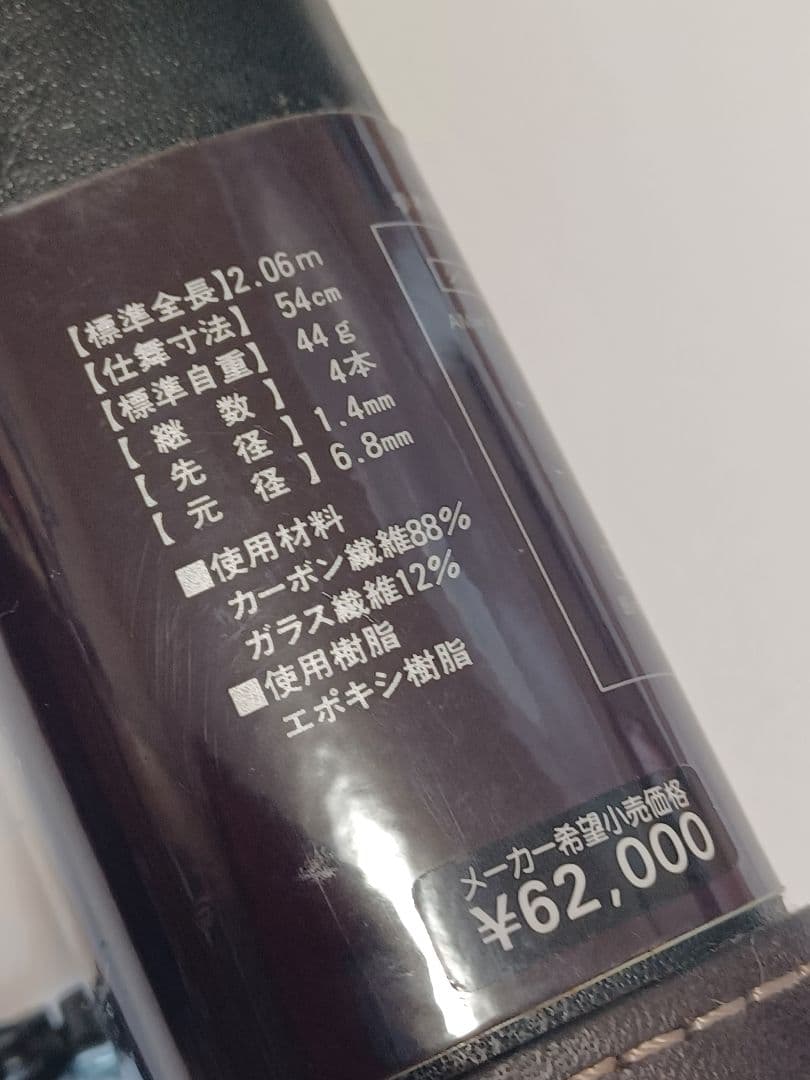 【標準全長】2.06m
【仕舞寸法】 54cm
【標準自重】 44g
【 継 数 】 4本
【 先 径 】 1.4mm
【 元 径 】 6.8mm
■使用材料
カーボン繊維88%
ガラス繊維12%
■使用樹脂
エポキシ樹脂
メーカー希望小売価格
¥62,000